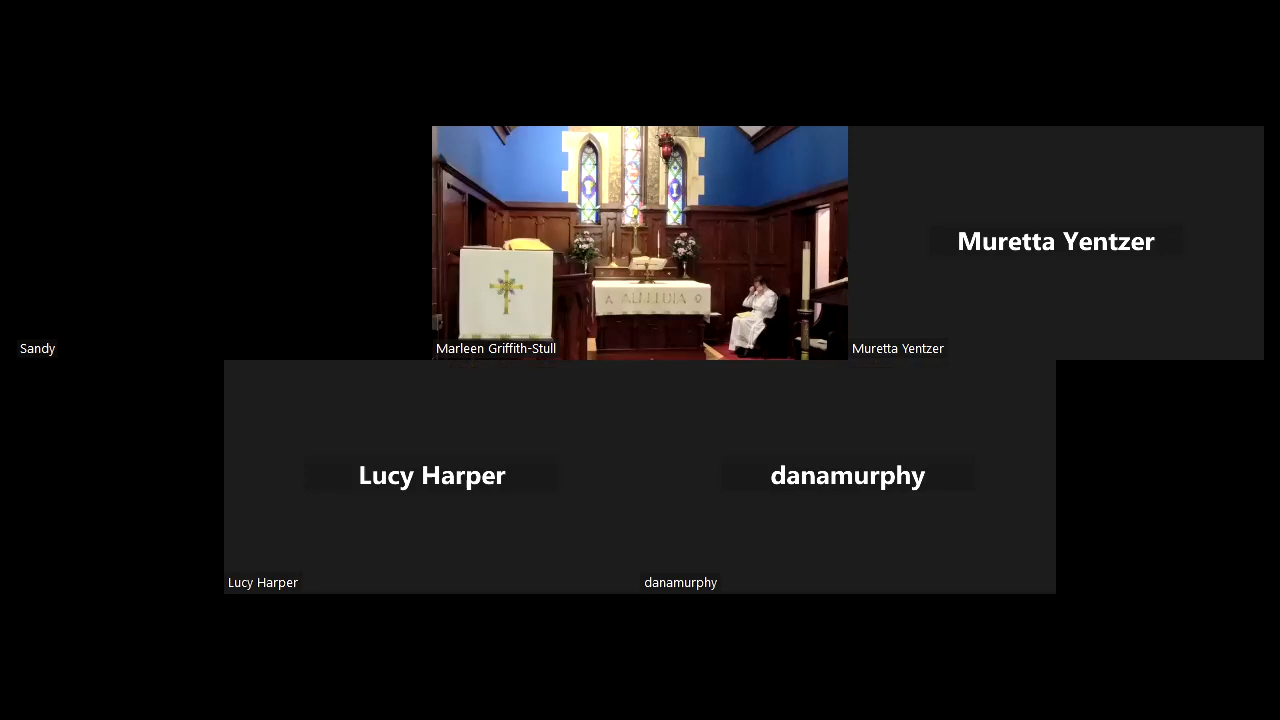 Muretta Yentzer
A ALLELUIA O
Sandy
Marleen Griffith-Stull
Muretta Yentzer
Lucy Harper
danamurphy
Lucy Harper
danamurphy